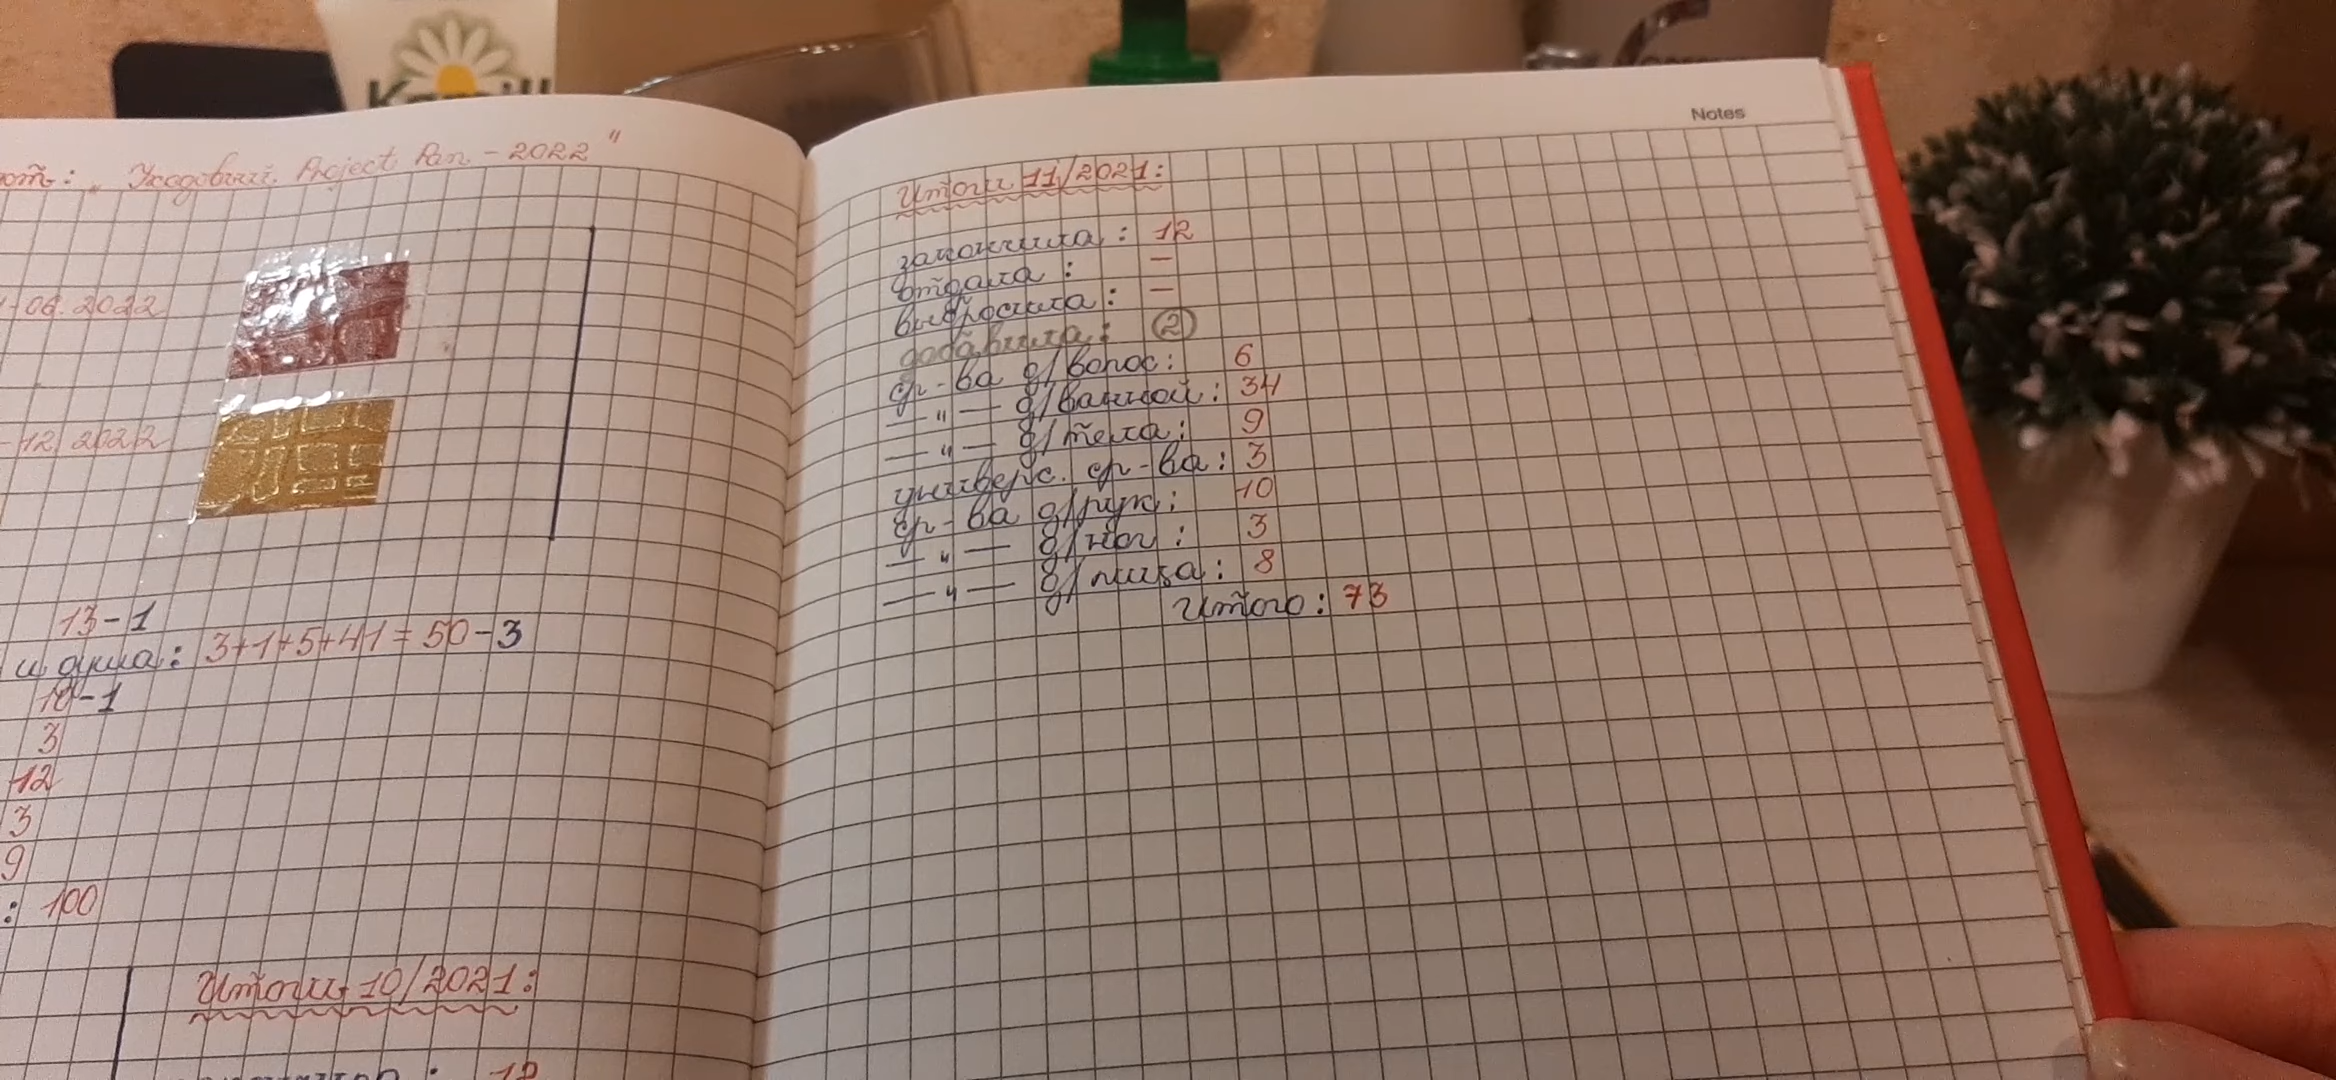 Kamill
Уходовый Project Pan - 2022"
-06.2022
-12.2022
13-1
и душа: 3+1+5+41=50-3
10-1
3
12
3
9
: 100
Итоги 10/2021:
Notes
Итоги 11/2021:
закончила: 12
отдала: —
выбросила: —
добавила: 2
ср-ва д/волос: 6
—"— д/ванной: 34
—"— д/тела: 9
универс. ср-ва: 3
ср-ва д/рук: 10
—"— д/ног: 3
—"— д/лица: 8
Итого: 73